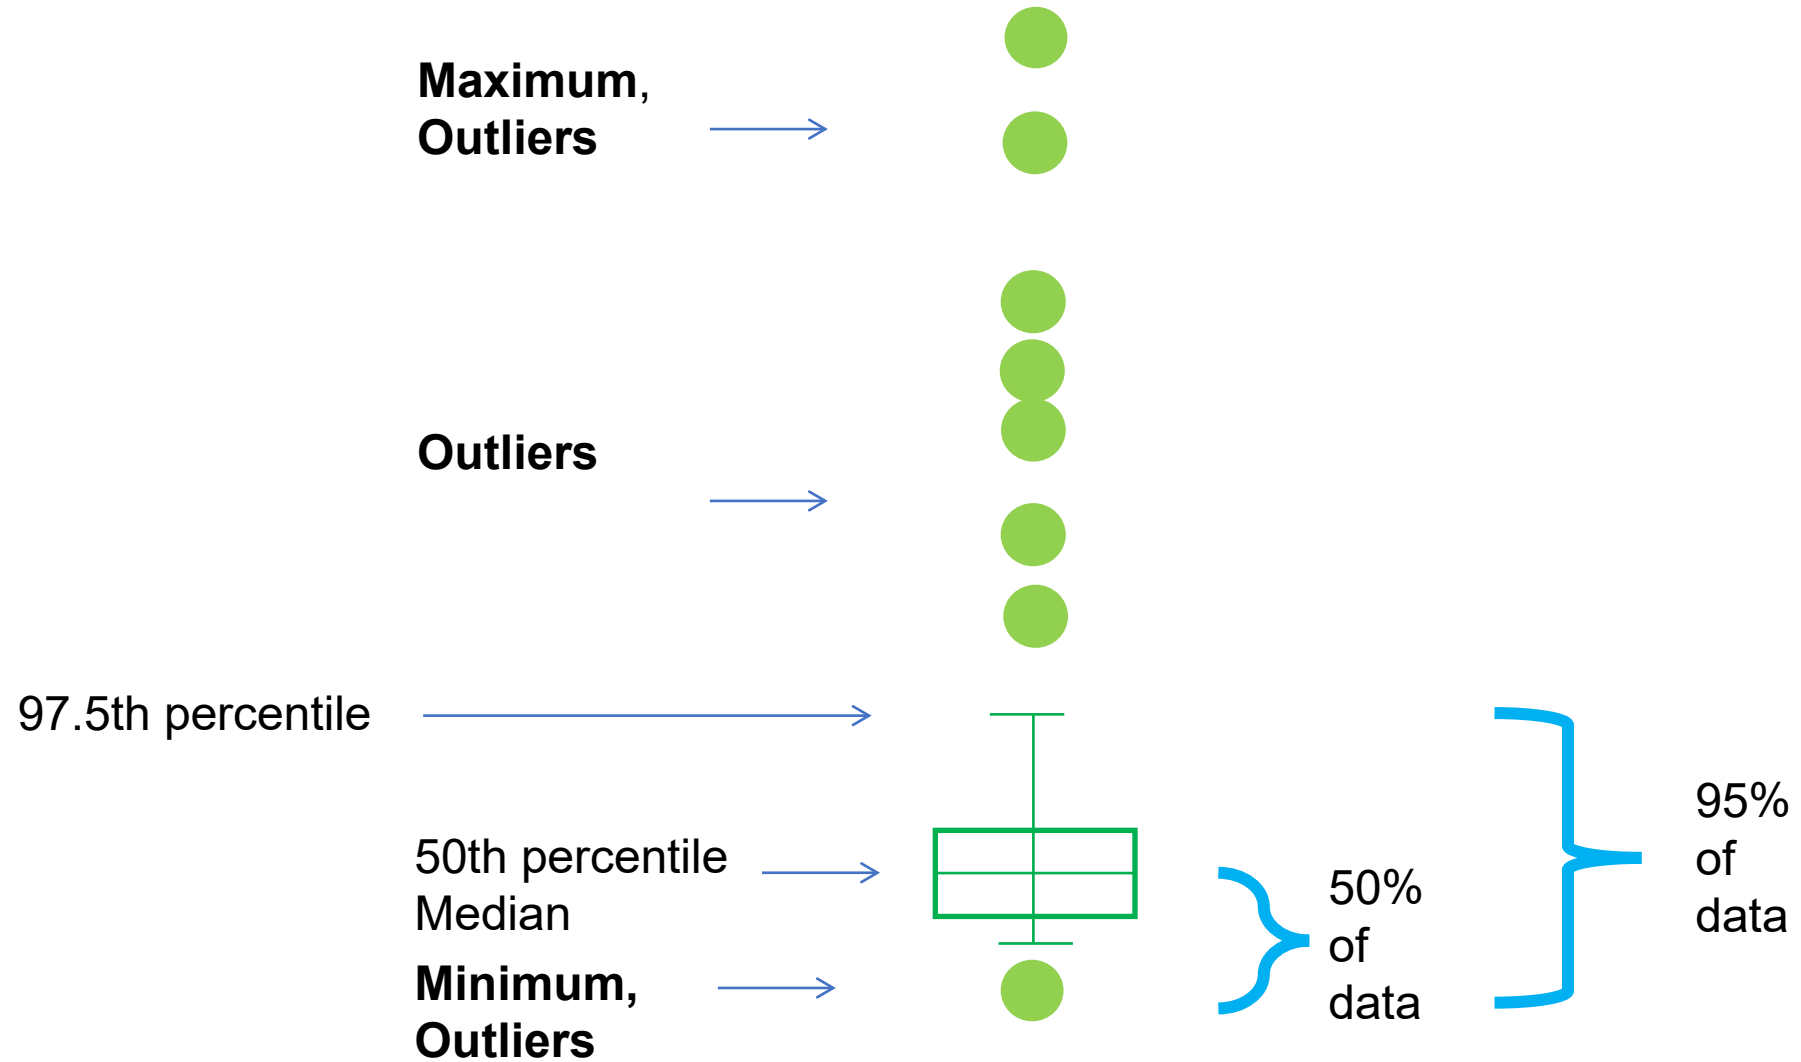 Maximum,
Outliers
Outliers
97.5th percentile
50th percentile
Median
Minimum,
Outliers
50%
of
data
95%
of
data